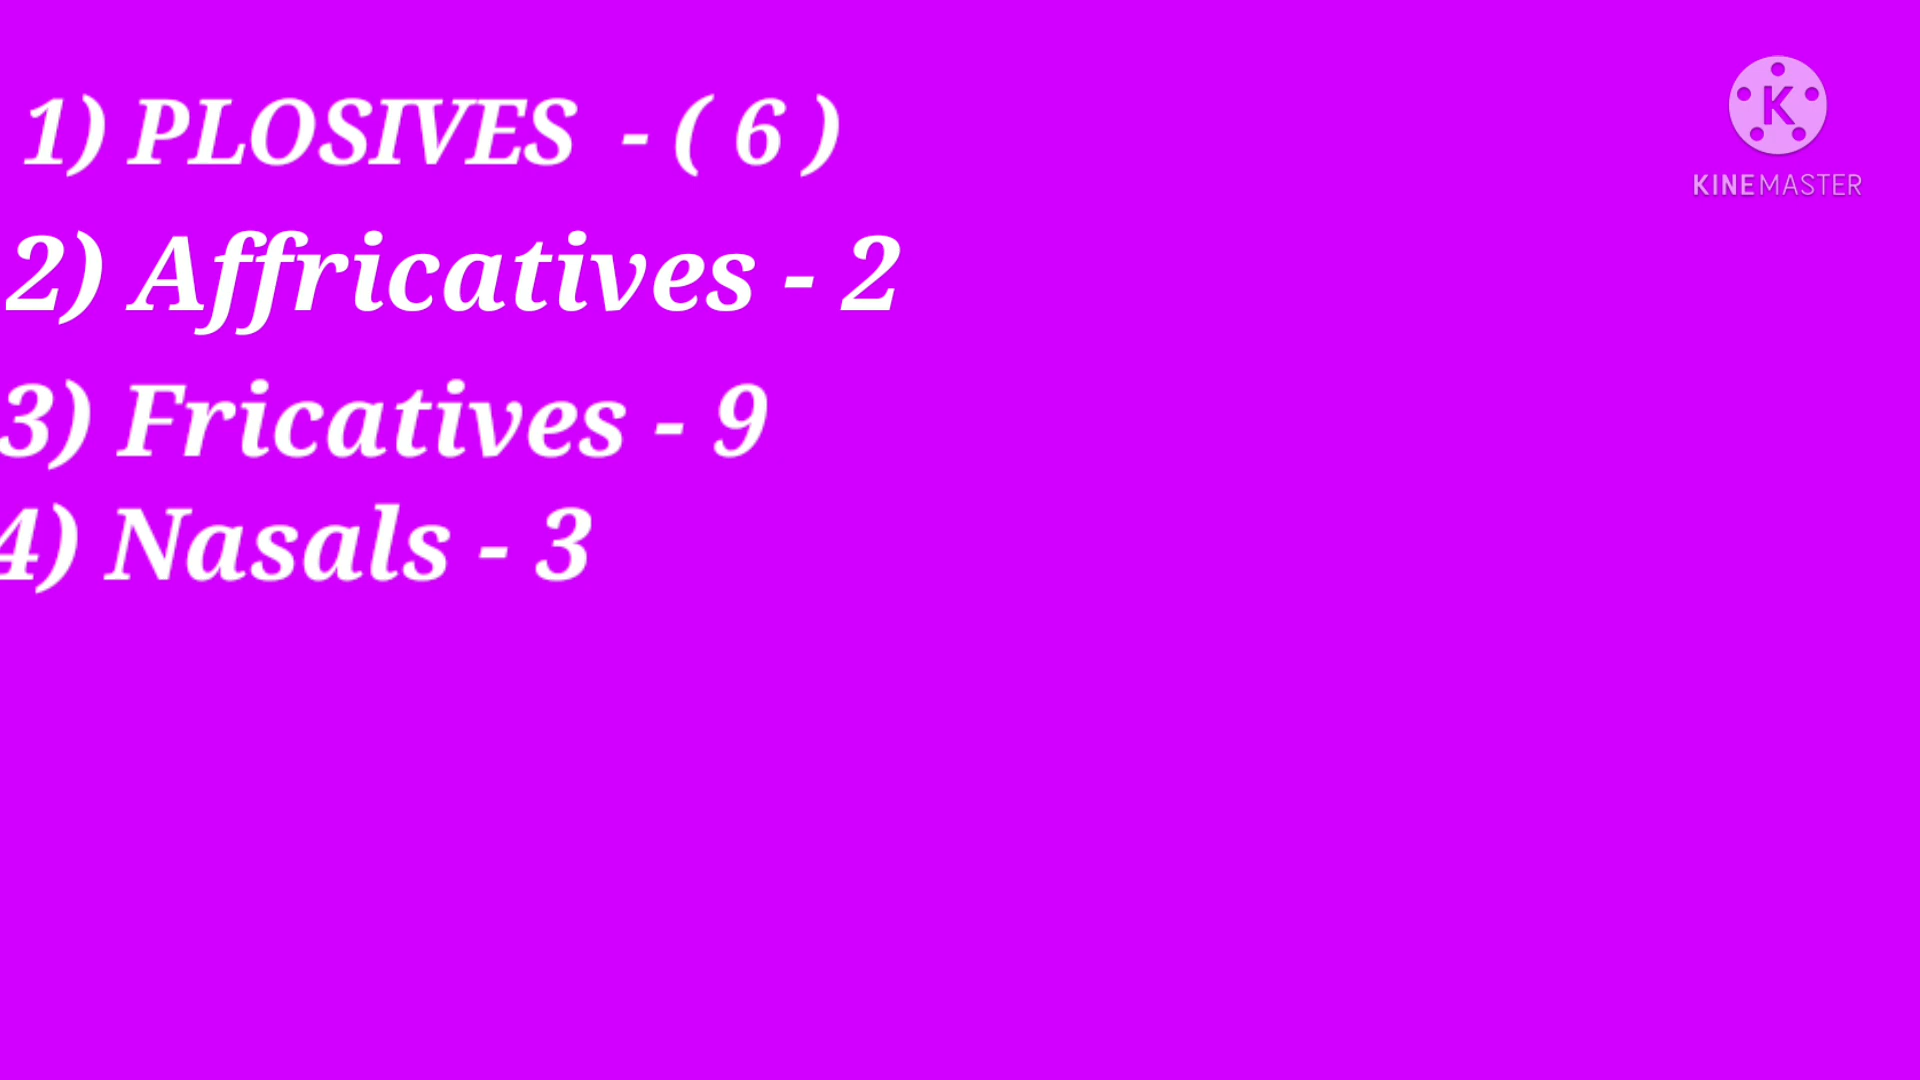 1) PLOSIVES - ( 6 )
2) Affricatives - 2
3) Fricatives - 9
4) Nasals - 3
K
KINEMASTER